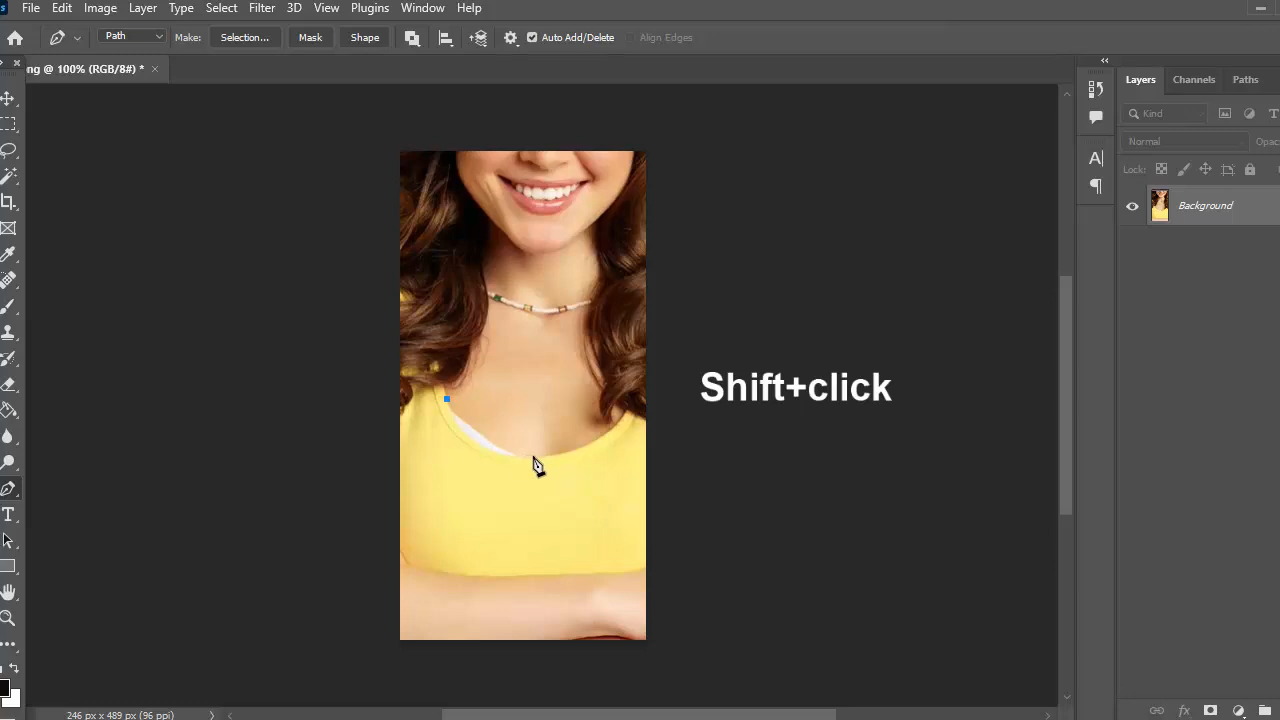 File Edit Image Layer Type Select Filter 3D View Plugins Window Help
Path Make: Selection... Mask Shape Auto Add/Delete Align Edges
ng @ 100% (RGB/8#) *
Layers Channels Paths
Kind
Normal Opac
Lock:
Background
Shift+click
246 px x 489 px (96 ppi)